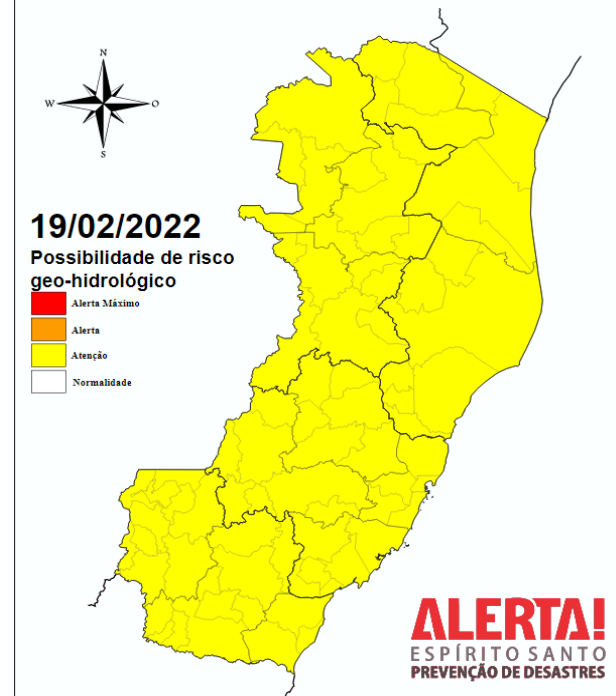 N
W
O
S
19/02/2022
Possibilidade de risco
geo-hidrológico
Alerta Máximo
Alerta
Atenção
Normalidade
ALERTA!
ESPÍRITO SANTO
PREVENÇÃO DE DESASTRES